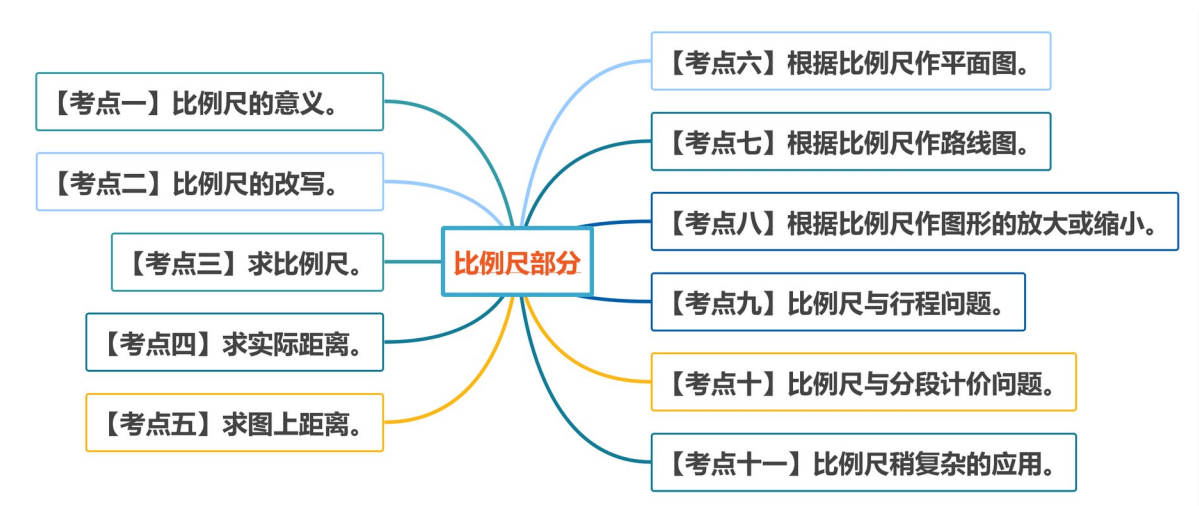 【考点一】比例尺的意义。
【考点二】比例尺的改写。
【考点三】求比例尺。
【考点四】求实际距离。
【考点五】求图上距离。
比例尺部分
【考点六】根据比例尺作平面图。
【考点七】根据比例尺作路线图。
【考点八】根据比例尺作图形的放大或缩小。
【考点九】比例尺与行程问题。
【考点十】比例尺与分段计价问题。
【考点十一】比例尺稍复杂的应用。